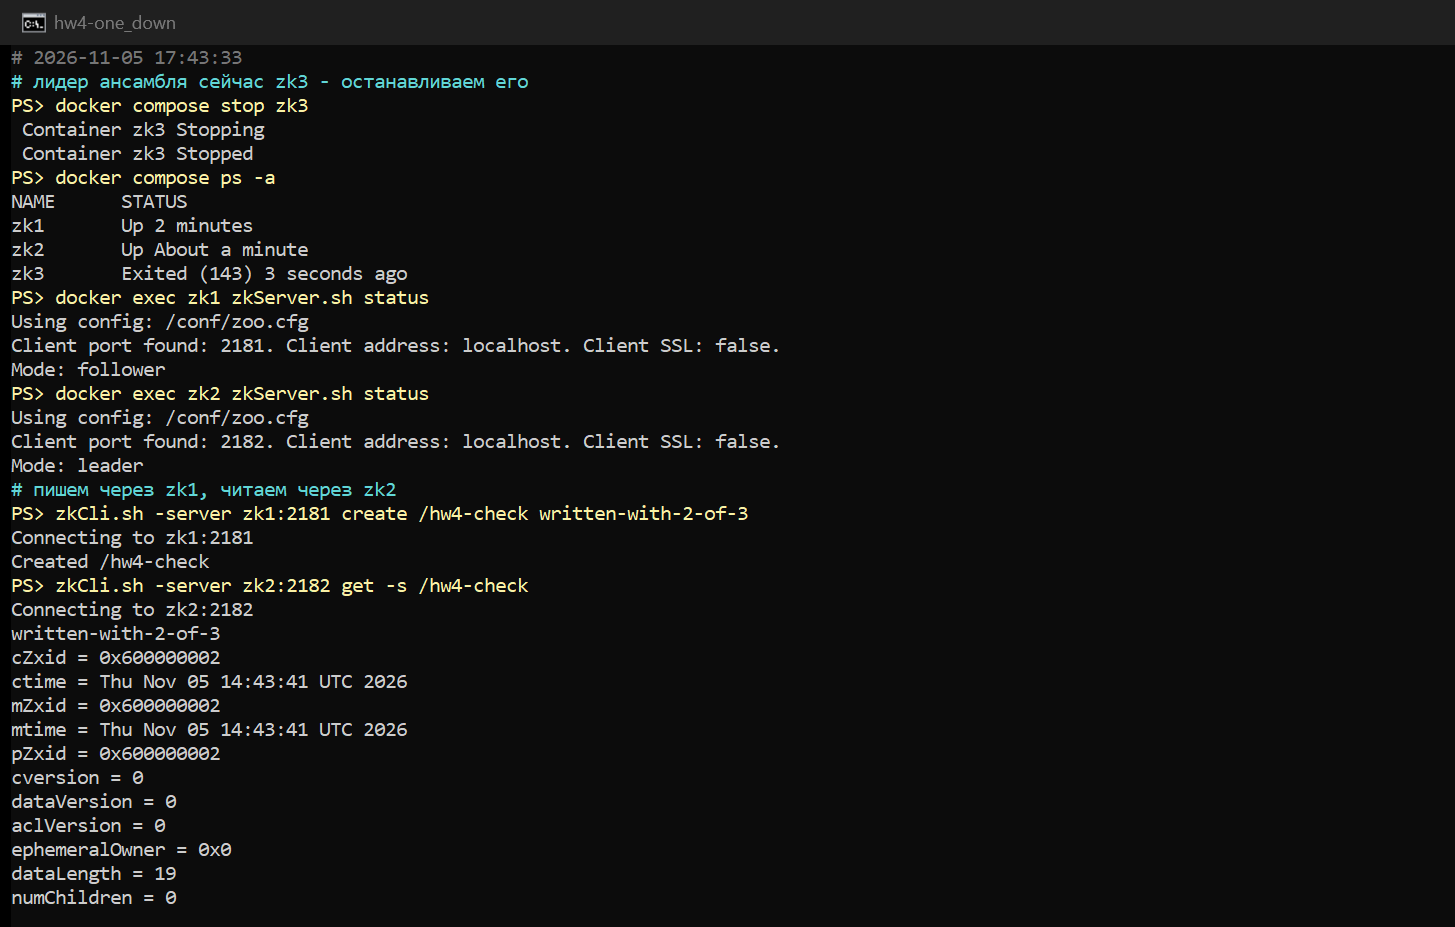 hw4-one_down
# 2026-11-05 17:43:33
# лидер ансамбля сейчас zk3 - останавливаем его
PS> docker compose stop zk3
 Container zk3 Stopping
 Container zk3 Stopped
PS> docker compose ps -a
NAME      STATUS
zk1       Up 2 minutes
zk2       Up About a minute
zk3       Exited (143) 3 seconds ago
PS> docker exec zk1 zkServer.sh status
Using config: /conf/zoo.cfg
Client port found: 2181. Client address: localhost. Client SSL: false.
Mode: follower
PS> docker exec zk2 zkServer.sh status
Using config: /conf/zoo.cfg
Client port found: 2182. Client address: localhost. Client SSL: false.
Mode: leader
# пишем через zk1, читаем через zk2
PS> zkCli.sh -server zk1:2181 create /hw4-check written-with-2-of-3
Connecting to zk1:2181
Created /hw4-check
PS> zkCli.sh -server zk2:2182 get -s /hw4-check
Connecting to zk2:2182
written-with-2-of-3
cZxid = 0x600000002
ctime = Thu Nov 05 14:43:41 UTC 2026
mZxid = 0x600000002
mtime = Thu Nov 05 14:43:41 UTC 2026
pZxid = 0x600000002
cversion = 0
dataVersion = 0
aclVersion = 0
ephemeralOwner = 0x0
dataLength = 19
numChildren = 0